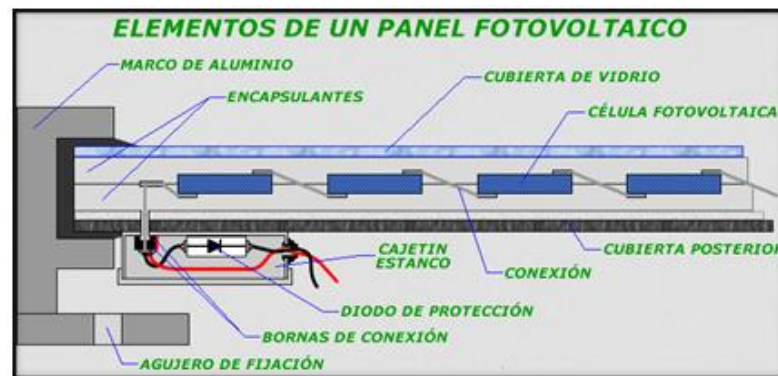 ELEMENTOS DE UN PANEL FOTOVOLTAICO
MARCO DE ALUMINIO
CUBIERTA DE VIDRIO
ENCAPSULANTES
CÉLULA FOTOVOLTAICA
CAJETIN
ESTANCO
CUBIERTA POSTERIOR
CONEXIÓN
DIODO DE PROTECCIÓN
BORNAS DE CONEXIÓN
AGUJERO DE FIJACIÓN